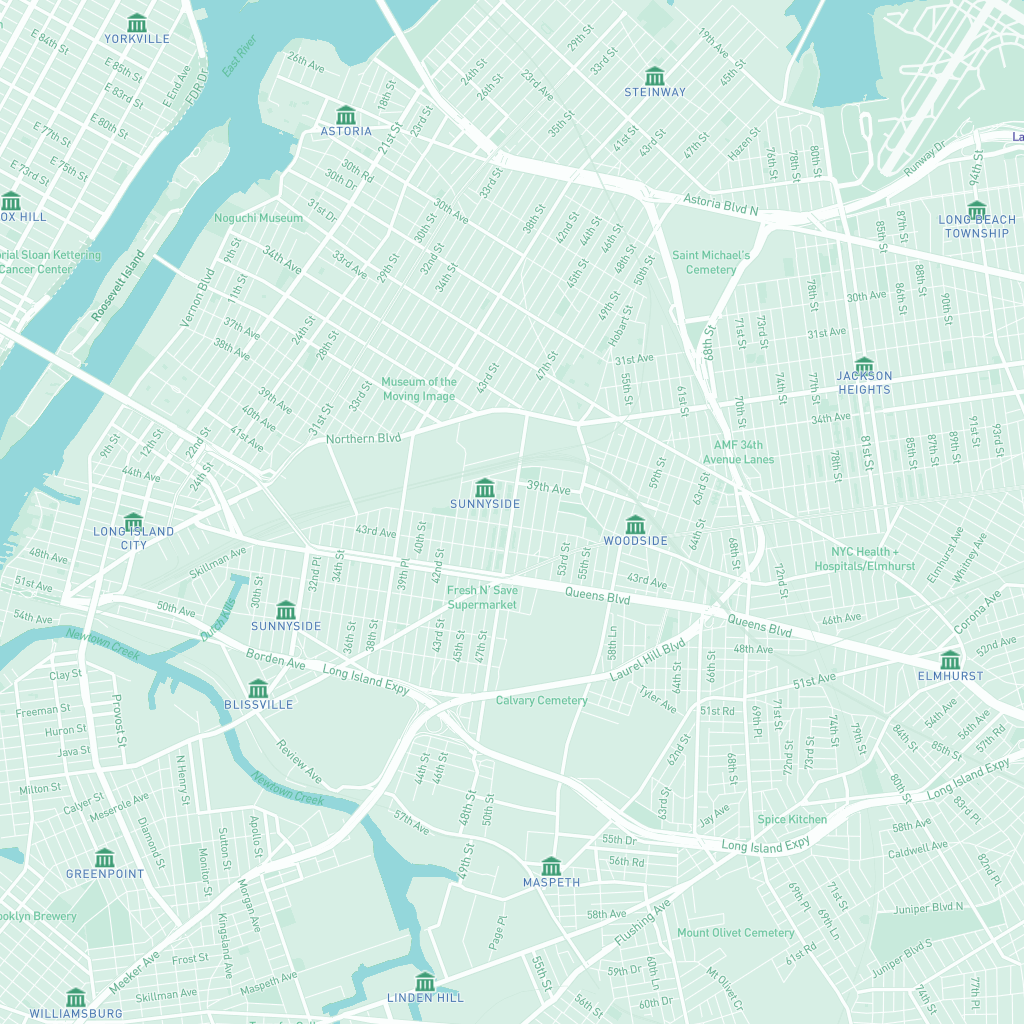 YORKVILLE
E 84th St
E 85th St
E 83rd St
E End Ave
FDR Dr
East River
E 77th St
E 80th St
E 75th St
E 73rd St
26th Ave
18th St
ASTORIA
21st St
23rd St
24th St
26th St
29th St
33rd St
23rd Ave
35th St
19th Ave
45th St
STEINWAY
41st St
43rd St
47th St
Hazen St
76th St
78th St
80th St
Runway Dr
94th St
La
OX HILL
Noguchi Museum
30th Rd
30th Dr
31st Dr
30th Ave
33rd St
38th St
42nd St
44th St
46th St
48th St
50th St
45th St
Astoria Blvd N
Saint Michael's
Cemetery
LONG BEACH
TOWNSHIP
85th St
87th St
88th St
orial Sloan Kettering
Cancer Center
Roosevelt Island
Vernon Blvd
9th St
11th St
34th Ave
33rd Ave
30th St
32nd St
29th St
34th St
24th St
28th St
37th Ave
38th Ave
39th Ave
40th Ave
41st Ave
31st St
33rd St
Museum of the
Moving Image
43rd St
47th St
49th St
Hobart St
31st Ave
55th St
61st St
68th St
71st St
73rd St
78th St
30th Ave
86th St
90th St
31st Ave
JACKSON
HEIGHTS
74th St
77th St
70th St
34th Ave
Northern Blvd
9th St
12th St
22nd St
24th St
44th Ave
AMF 34th
Avenue Lanes
59th St
63rd St
64th St
78th St
81st St
85th St
87th St
89th St
91st St
93rd St
SUNNYSIDE
39th Ave
LONG ISLAND
CITY
43rd Ave
40th St
42nd St
39th Pl
34th St
32nd Pl
30th St
Skillman Ave
48th Ave
51st Ave
54th Ave
50th Ave
WOODSIDE
53rd St
55th St
43rd Ave
68th St
72nd St
NYC Health +
Hospitals/Elmhurst
Elmhurst Ave
Whitney Ave
Corona Ave
52nd Ave
Fresh N' Save
Supermarket
Queens Blvd
Queens Blvd
46th Ave
48th Ave
SUNNYSIDE
Dutch Kills
Newtown Creek
36th St
38th St
43rd St
45th St
47th St
58th Ln
Laurel Hill Blvd
64th St
66th St
51st Ave
ELMHURST
Borden Ave
Long Island Expy
BLISSVILLE
Calvary Cemetery
Tyler Ave
51st Rd
69th Pl
71st St
72nd St
73rd St
74th St
79th St
84th St
85th St
54th Ave
56th Ave
57th Rd
Clay St
Freeman St
Huron St
Java St
Provost St
Milton St
Calyer St
Meserole Ave
N Henry St
Review Ave
Newtown Creek
44th St
46th St
48th St
50th St
57th Ave
49th St
62nd St
63rd St
68th St
Jay Ave
Spice Kitchen
Long Island Expy
Long Island Expy
80th St
83rd Pl
58th Ave
Caldwell Ave
82nd Pl
55th Dr
56th Rd
GREENPOINT
Diamond St
Monitor St
Sutton St
Apollo St
Morgan Ave
Kingsland Ave
MASPETH
58th Ave
Flushing Ave
Page Pl
55th St
69th Pl
69th Ln
71st St
Mount Olivet Cemetery
61st Rd
Juniper Blvd N
Juniper Blvd S
ooklyn Brewery
Frost St
Meeker Ave
Skillman Ave
Maspeth Ave
WILLIAMSBURG
LINDEN HILL
56th St
59th Dr
60th Ln
60th Dr
Mt Olivet Cr
74th St
77th Pl